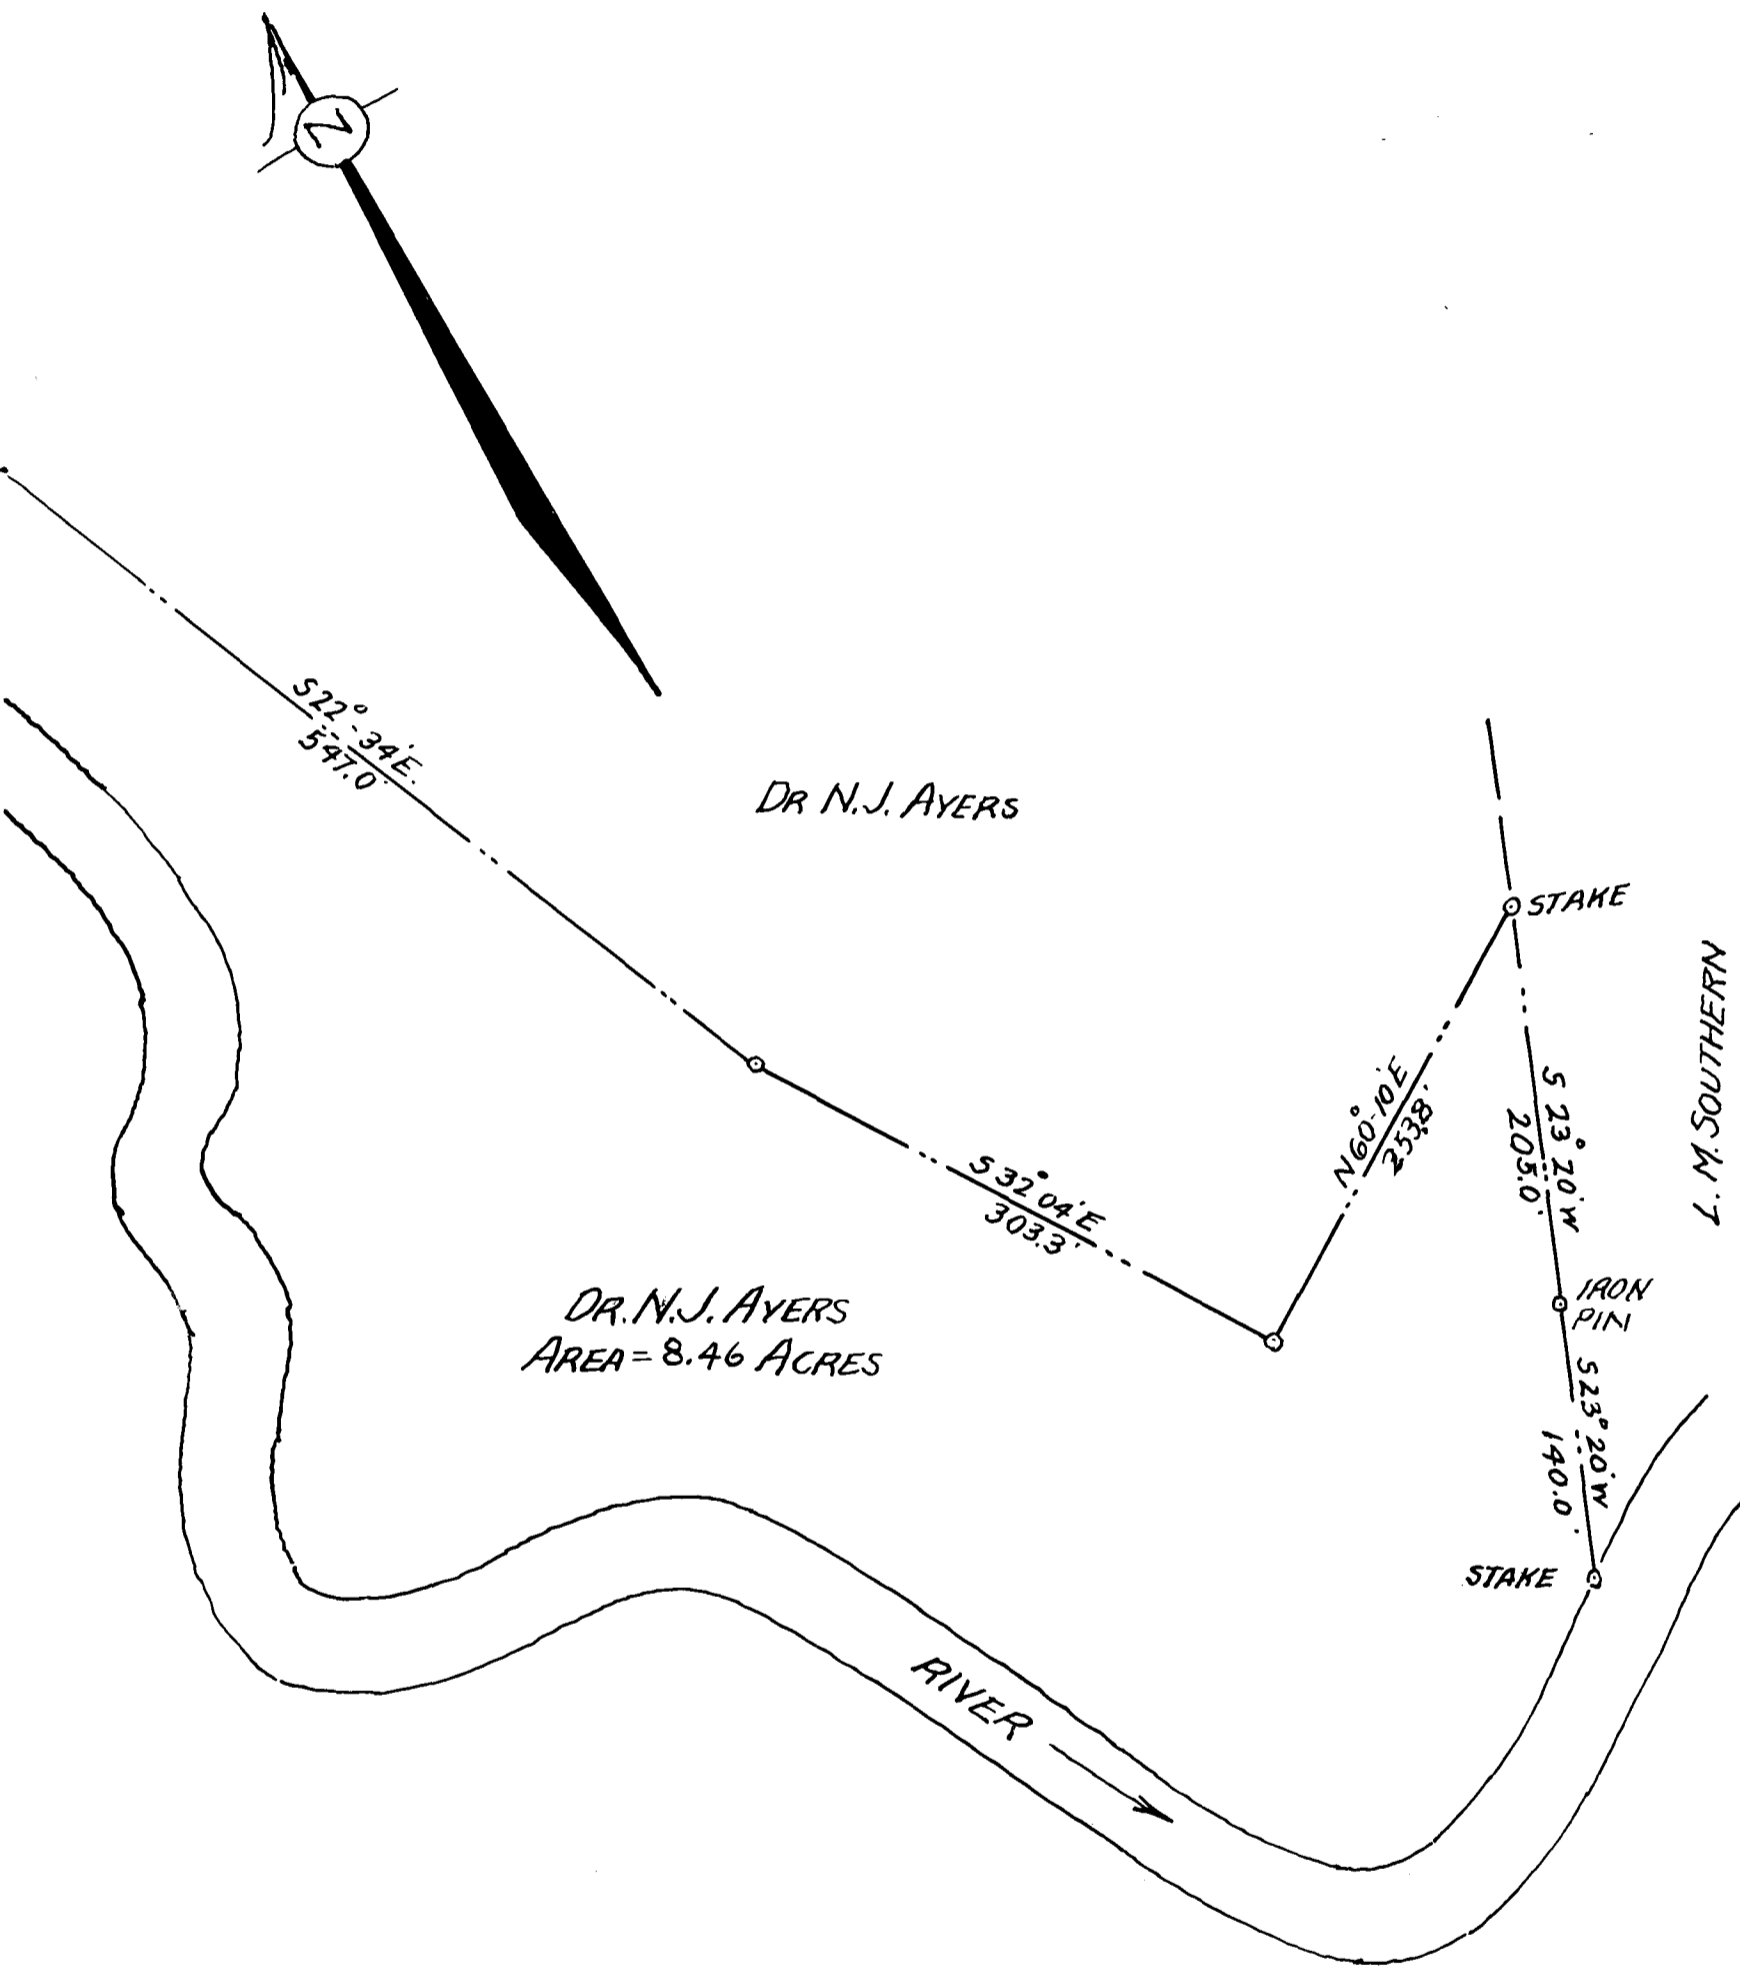 N
S22°-34'E.
547.0'
DR N.J. AYERS
STAKE
N60°-10'E
253.8'
S 23° 20'W
205.0'
S 32° 04'E
303.3'
IRON
PIN
DR. N.J. AYERS
AREA = 8.46 ACRES
S23° 20'W
140.0'
STAKE
RIVER
M. SOUTHERN